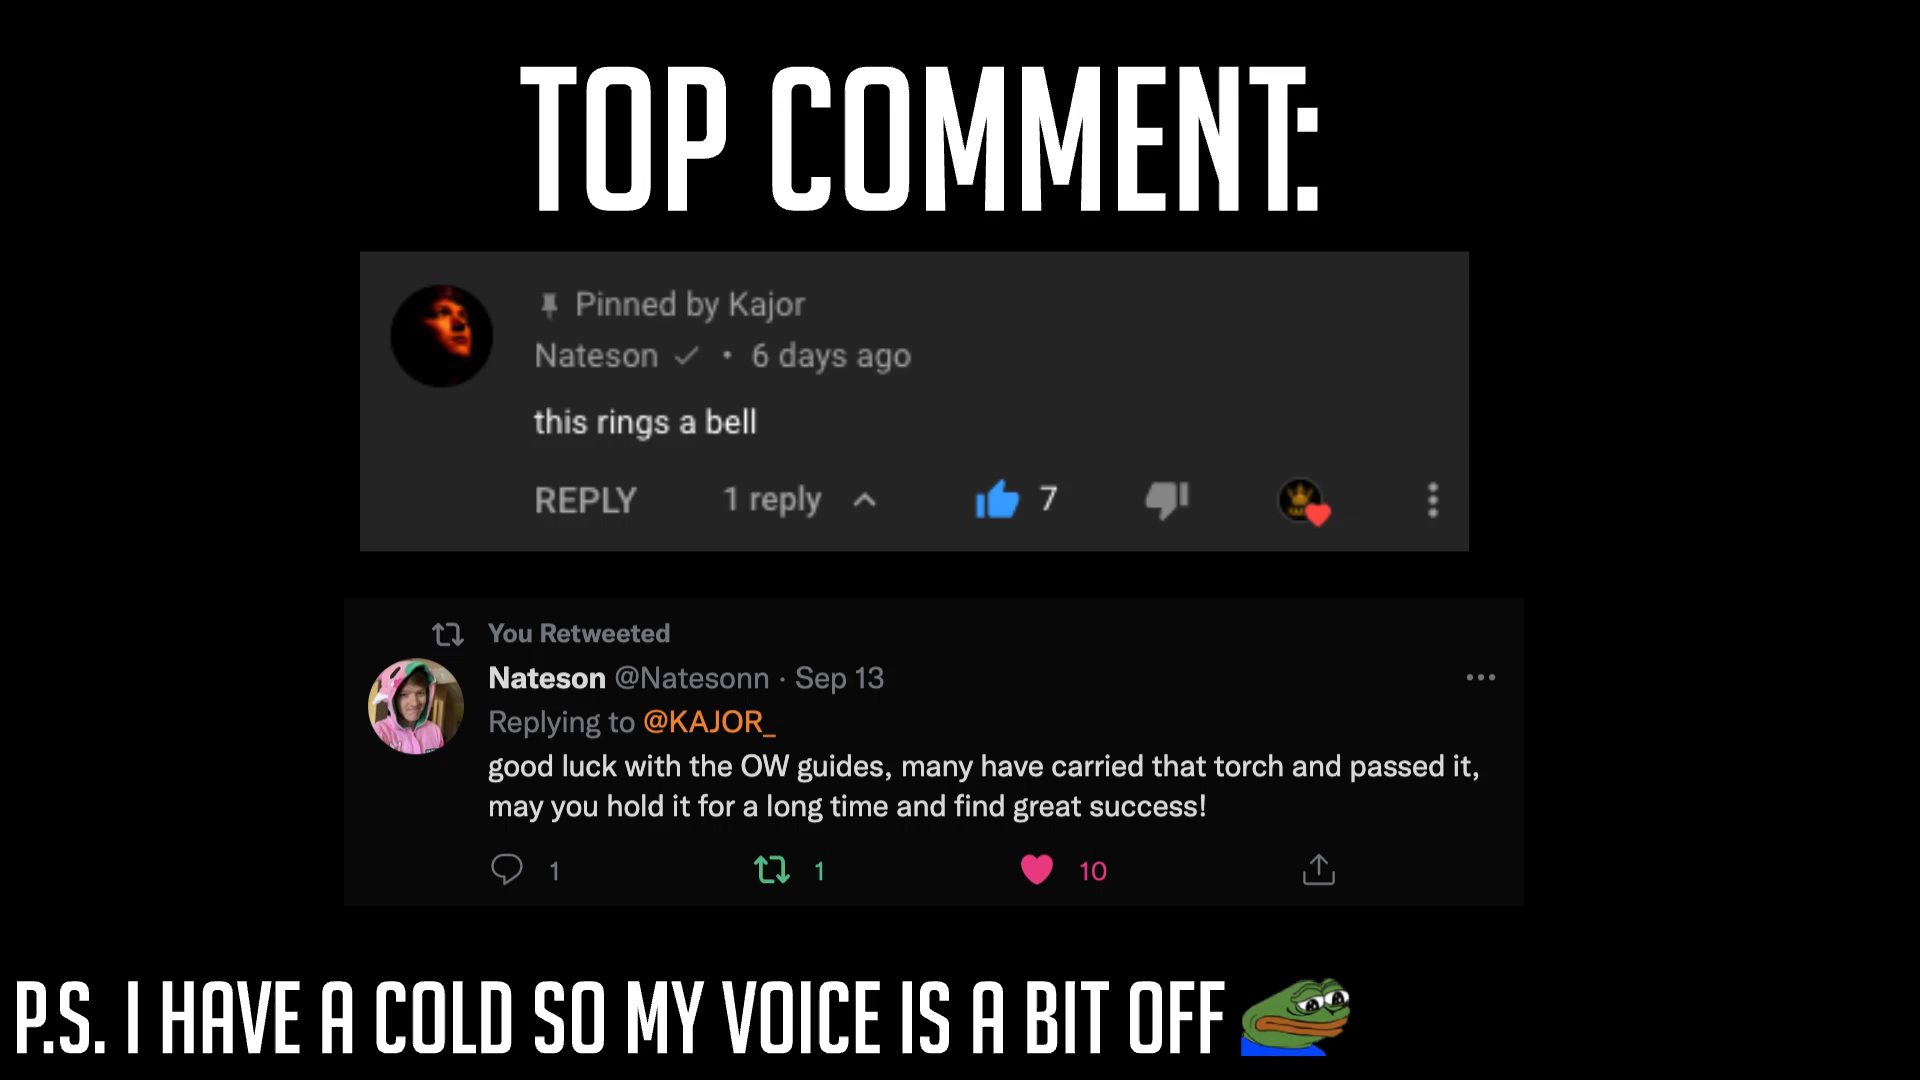 TOP COMMENT:
Pinned by Kajor
Nateson • 6 days ago
this rings a bell
REPLY 1 reply 7
You Retweeted
Nateson @Natesonn · Sep 13
Replying to @KAJOR_
good luck with the OW guides, many have carried that torch and passed it,
may you hold it for a long time and find great success!
1 1 10
P.S. I HAVE A COLD SO MY VOICE IS A BIT OFF